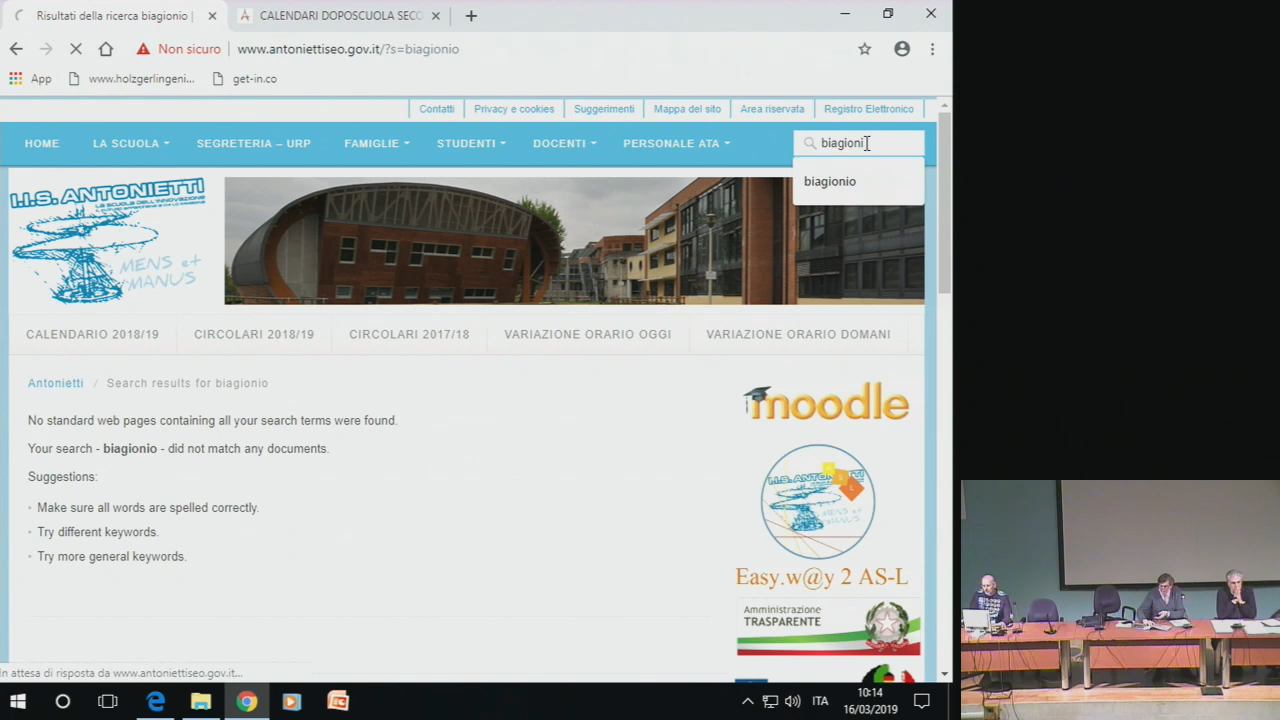 Risultati della ricerca biagionio |
CALENDARI DOPOSCUOLA SECO
Non sicuro
www.antoniettiseo.gov.it/?s=biagionio
App
www.holzgerlingeni...
get-in.co
Contatti
Privacy e cookies
Suggerimenti
Mappa del sito
Area riservata
Registro Elettronico
HOME
LA SCUOLA
SEGRETERIA – URP
FAMIGLIE
STUDENTI
DOCENTI
PERSONALE ATA
biagioni
biagionio
I.I.S. ANTONIETTI
LA SCUOLA DELL'INNOVAZIONE
MENS et
MANUS
CALENDARIO 2018/19
CIRCOLARI 2018/19
CIRCOLARI 2017/18
VARIAZIONE ORARIO OGGI
VARIAZIONE ORARIO DOMANI
Antonietti / Search results for biagionio
No standard web pages containing all your search terms were found.
Your search - biagionio - did not match any documents.
Suggestions:
Make sure all words are spelled correctly.
Try different keywords.
Try more general keywords.
moodle
I.I.S. ANTONIETTI
Easy.w@y 2 AS-L
Amministrazione
TRASPARENTE
In attesa di risposta da www.antoniettiseo.gov.it...
ITA
10:14
16/03/2019